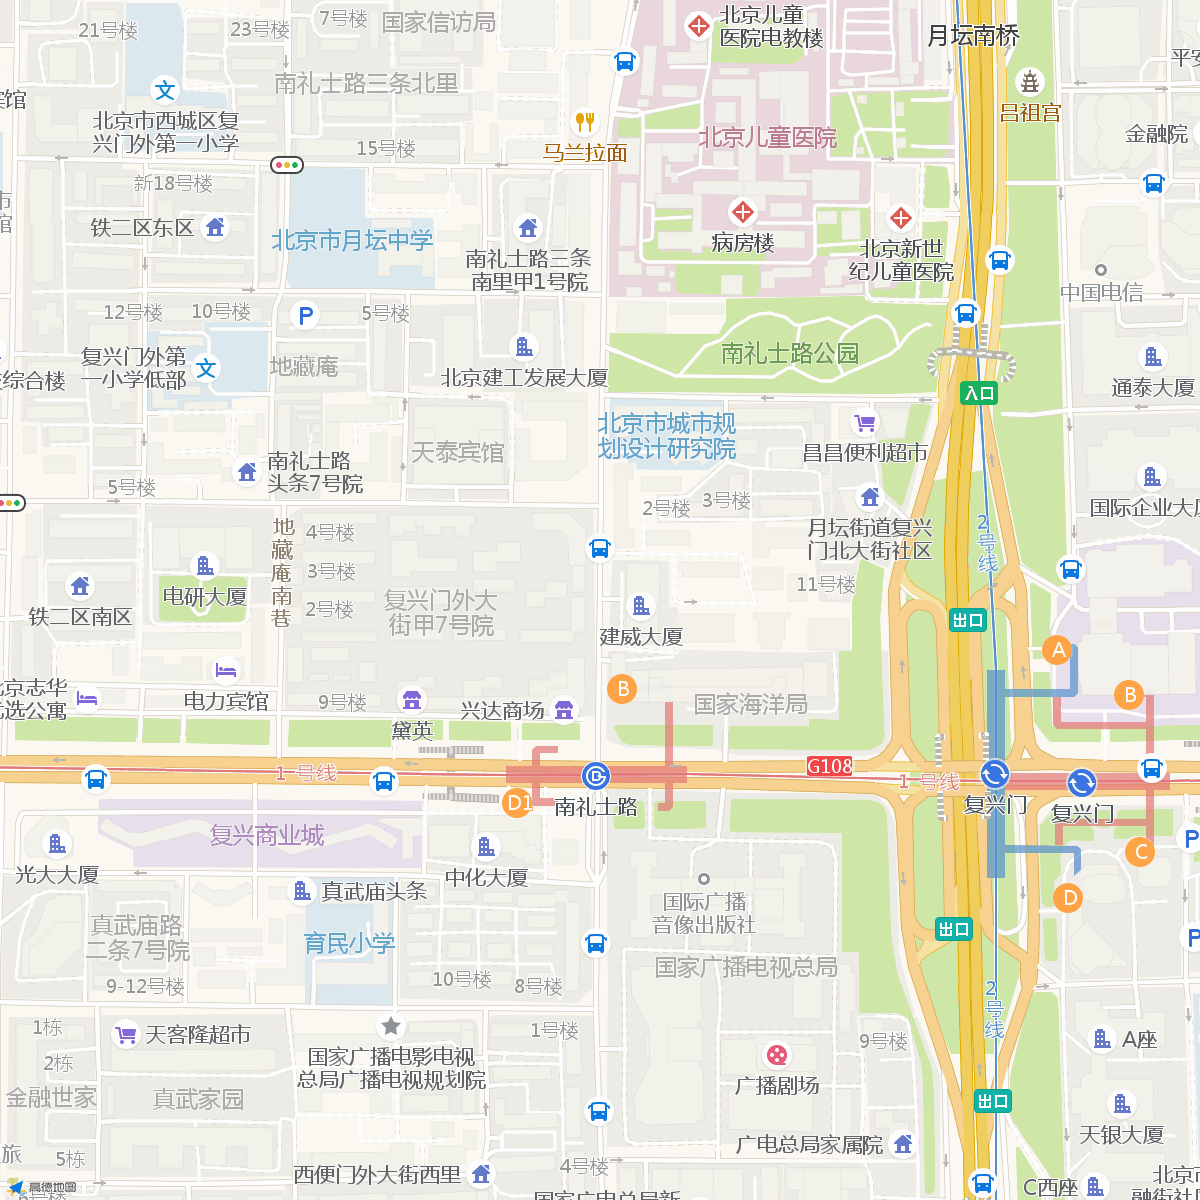 21号楼
23号楼
7号楼
国家信访局
北京儿童
医院电教楼
月坛南桥
南礼士路三条北里
吕祖宫
北京市西城区复
兴门外第一小学
马兰拉面
15号楼
北京儿童医院
金融院
新18号楼
铁二区东区
北京市月坛中学
南礼士路三条
南里甲1号院
病房楼
北京新世
纪儿童医院
中国电信
12号楼
10号楼
P
5号楼
复兴门外第
一小学低部
地藏庵
北京建工发展大厦
南礼士路公园
综合楼
通泰大厦
入口
北京市城市规
划设计研究院
天泰宾馆
昌昌便利超市
南礼士路
头条7号院
5号楼
2号楼
3号楼
国际企业大厦
月坛街道复兴
门北大街社区
2号线
地藏庵南巷
4号楼
3号楼
2号楼
电研大厦
铁二区南区
复兴门外大
街甲7号院
11号楼
建威大厦
出口
A
B
B
北京志华
优选公寓
电力宾馆
9号楼
黛英
兴达商场
国家海洋局
G108
1号线
1号线
D1
南礼士路
复兴门
复兴门
复兴商业城
光大大厦
中化大厦
C
P
D
真武庙头条
国际广播
音像出版社
真武庙路
二条7号院
育民小学
出口
P
国家广播电视总局
9-12号楼
10号楼
8号楼
2号线
1栋
天客隆超市
1号楼
9号楼
A座
2栋
国家广播电影电视
总局广播电视规划院
广播剧场
金融世家
真武家园
出口
天银大厦
广电总局家属院
5栋
西便门外大街西里
4号楼
C西座
高德地图
6号楼